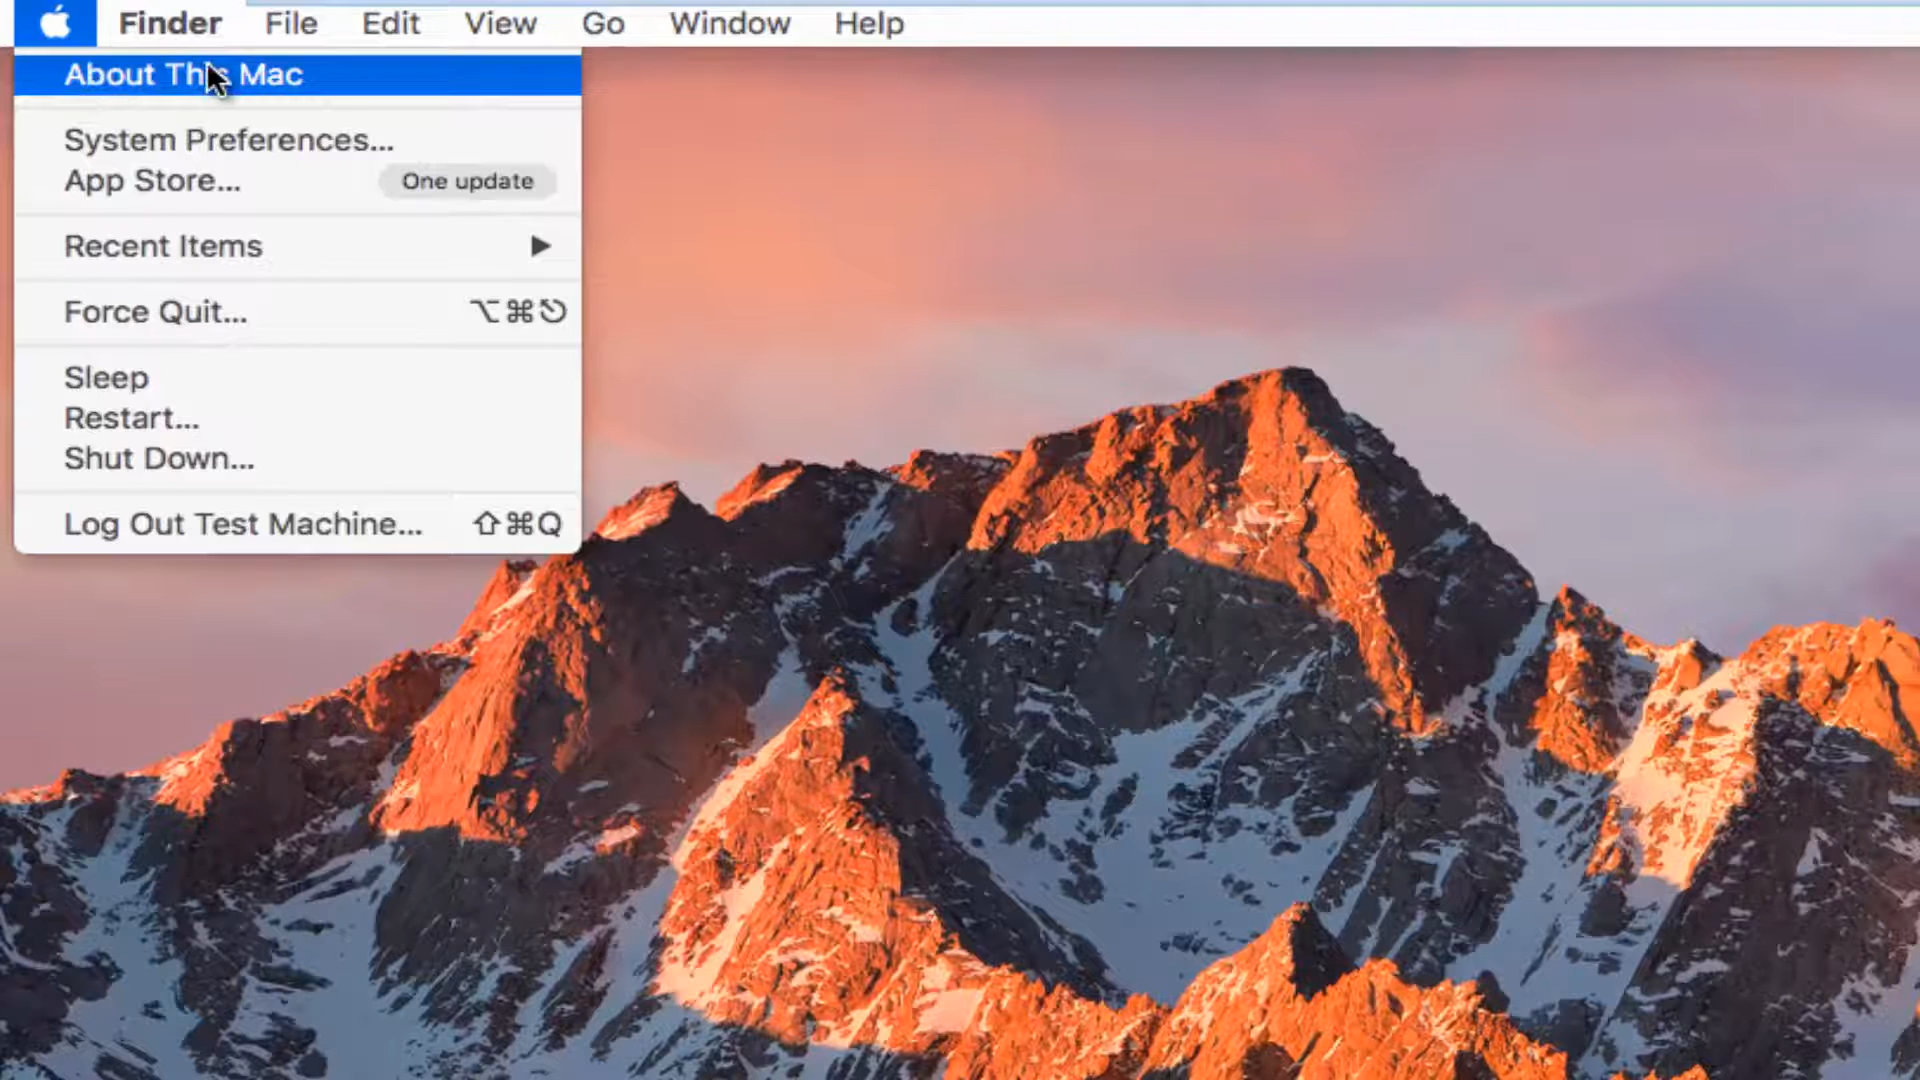 Finder File Edit View Go Window Help
About This Mac
System Preferences...
App Store... One update
Recent Items
Force Quit... ⌥⌘⎋
Sleep
Restart...
Shut Down...
Log Out Test Machine... ⇧⌘Q